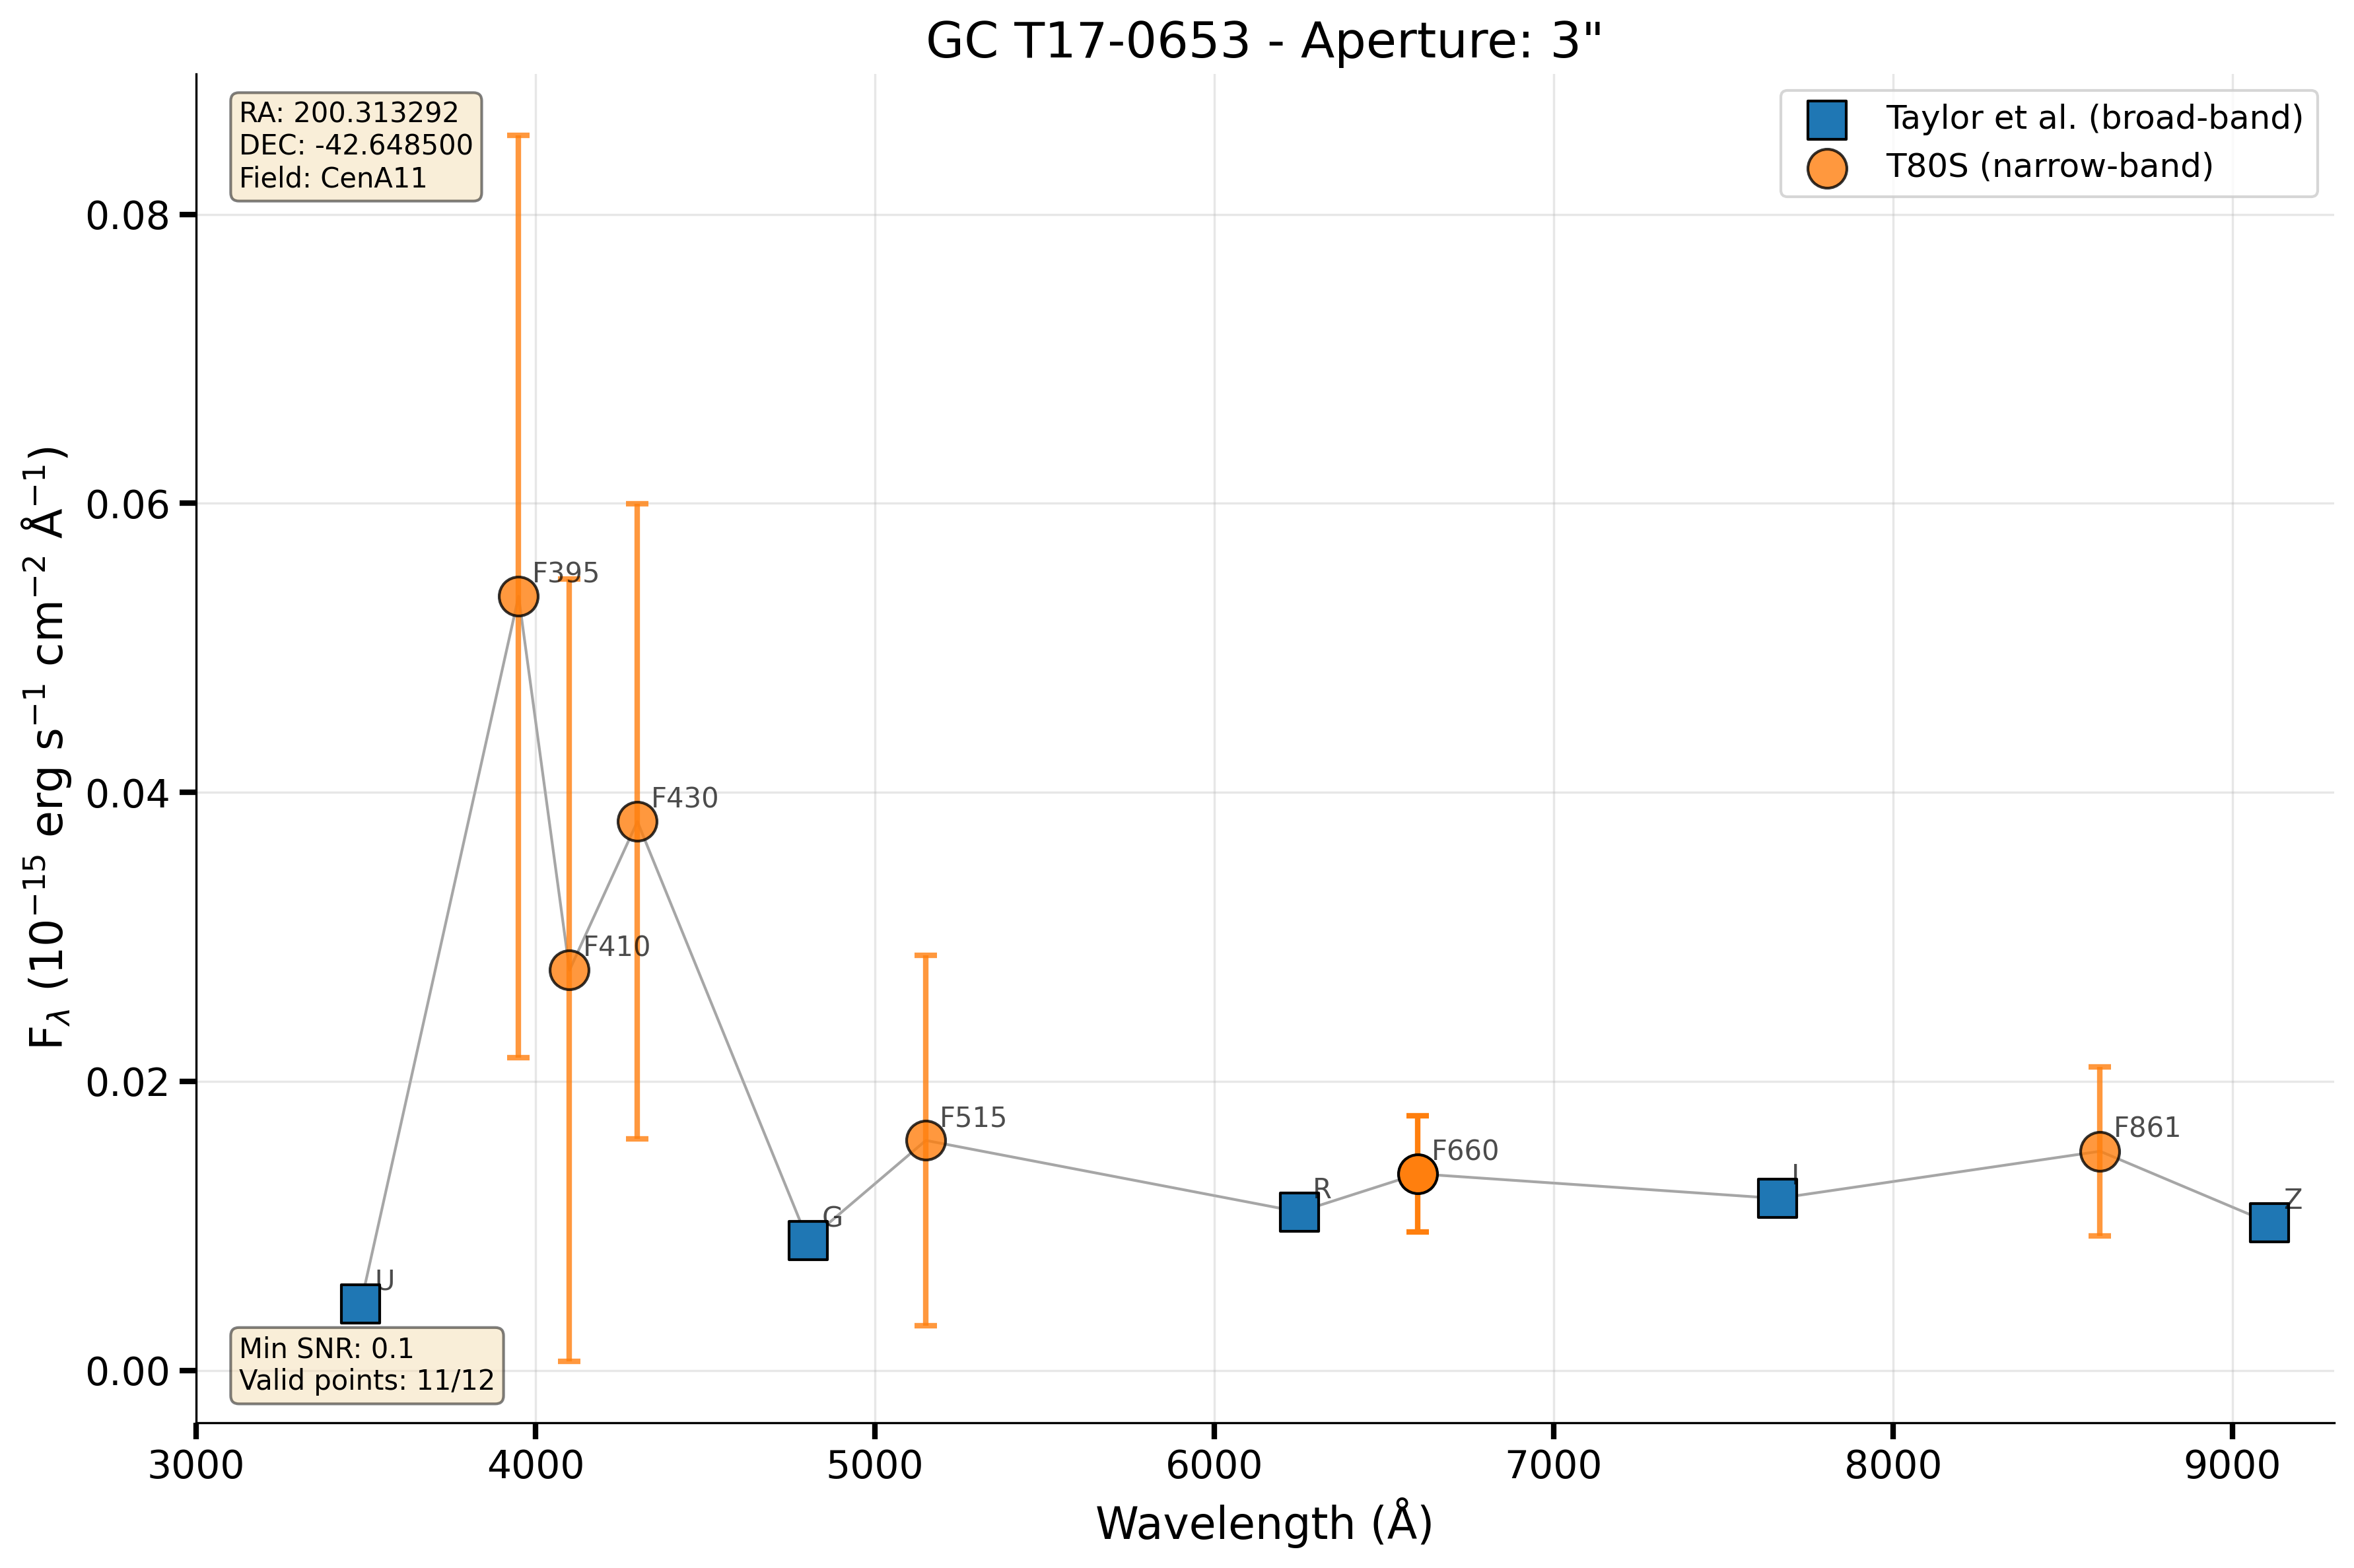 GC T17-0653 - Aperture: 3"
RA: 200.313292
DEC: -42.648500
Field: CenA11
Taylor et al. (broad-band)
T80S (narrow-band)
0.08
0.06
0.04
0.02
0.00
F_λ (10⁻¹⁵ erg s⁻¹ cm⁻² Å⁻¹)
F395
F430
F410
F515
F660
F861
U
G
R
I
Z
Min SNR: 0.1
Valid points: 11/12
3000 4000 5000 6000 7000 8000 9000
Wavelength (Å)